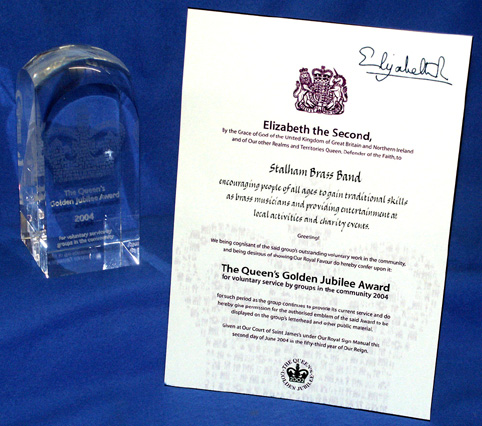 Elizabeth R
Elizabeth the Second,
by the Grace of God of the United Kingdom of Great Britain and Northern Ireland
and of Our other Realms and Territories Queen, Defender of the Faith, to
Stalham Brass Band
encouraging people of all ages to gain traditional skills
as brass musicians and providing entertainment at
local activities and charity events.
Greeting!
We being cognisant of the said group's outstanding voluntary work in the community,
and being desirous of showing Our Royal Favour do hereby confer upon it:
The Queen's Golden Jubilee Award
for voluntary service by groups in the community 2004
for such period as the group continues to provide its current service and do
hereby give permission for the authorised emblem of the said Award to be
displayed on the group's letterhead and other public material.
Given at Our Court of Saint James's under Our Royal Sign Manual this
second day of June 2004 in the fifty-third year of Our Reign.
THE QUEEN'S
GOLDEN JUBILEE
2002
The Queen's
Golden Jubilee Award
2004
for voluntary service by
groups in the community